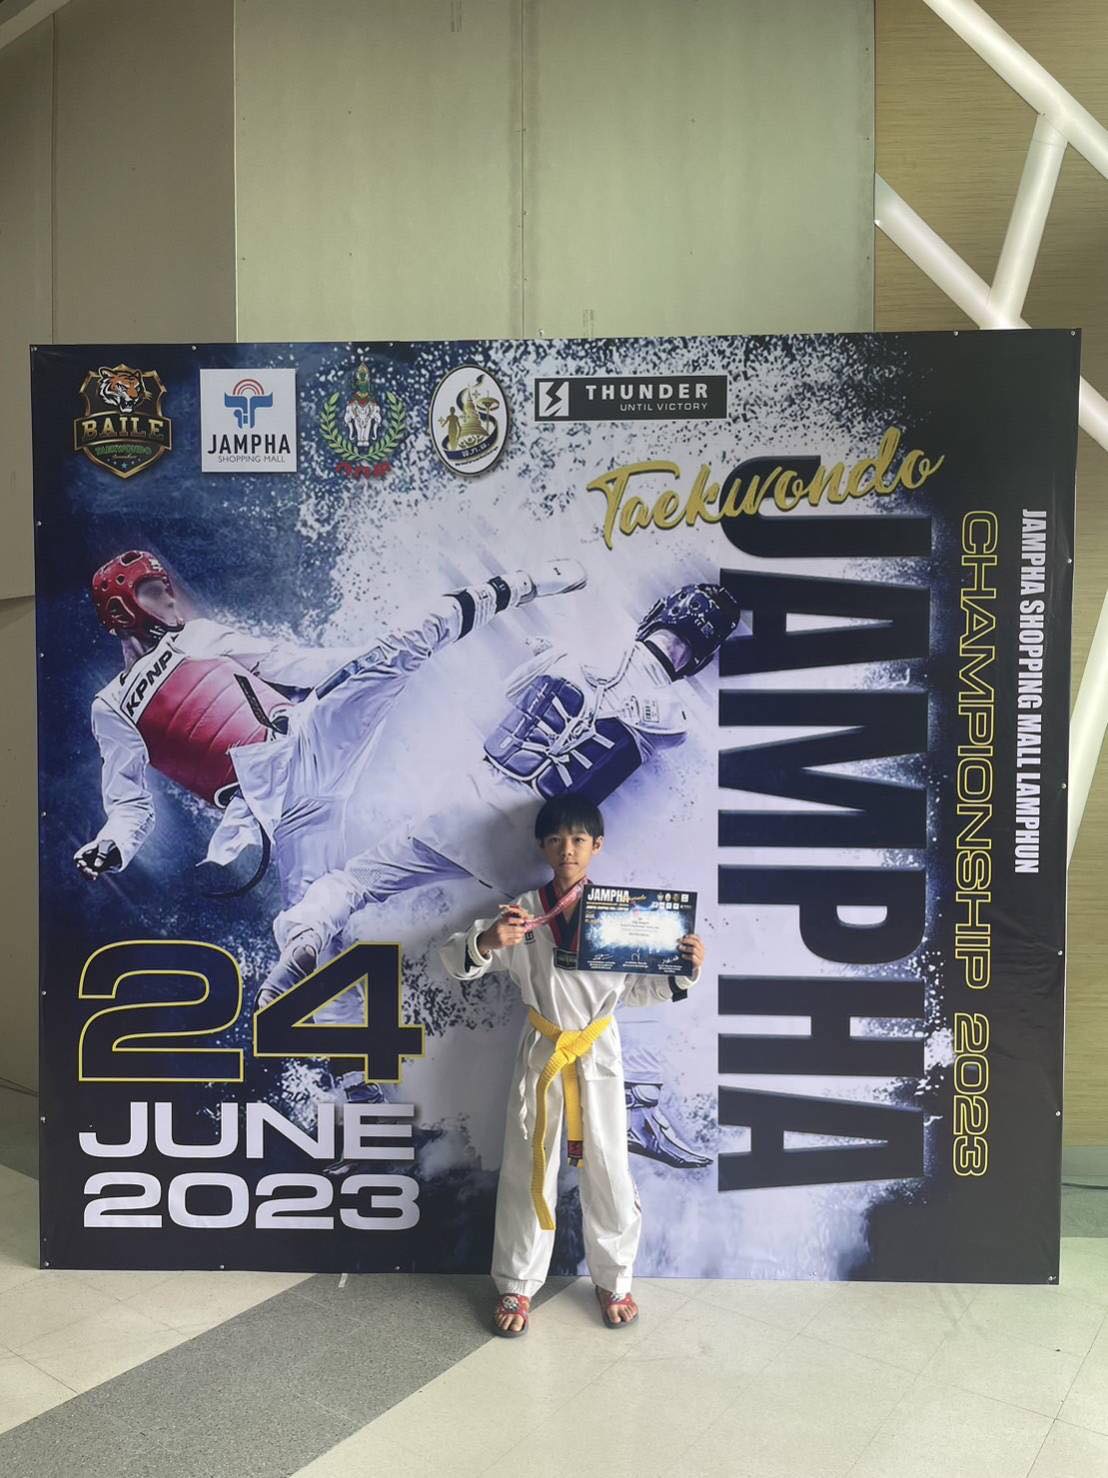 BAILE
TAEKWONDO
JAMPHA
SHOPPING MALL
THUNDER
UNTIL VICTORY
Taekwondo
JAMPHA
CHAMPIONSHIP 2023
JAMPHA SHOPPING MALL LAMPHUN
KPNP
24
JUNE
2023
JAMPHA